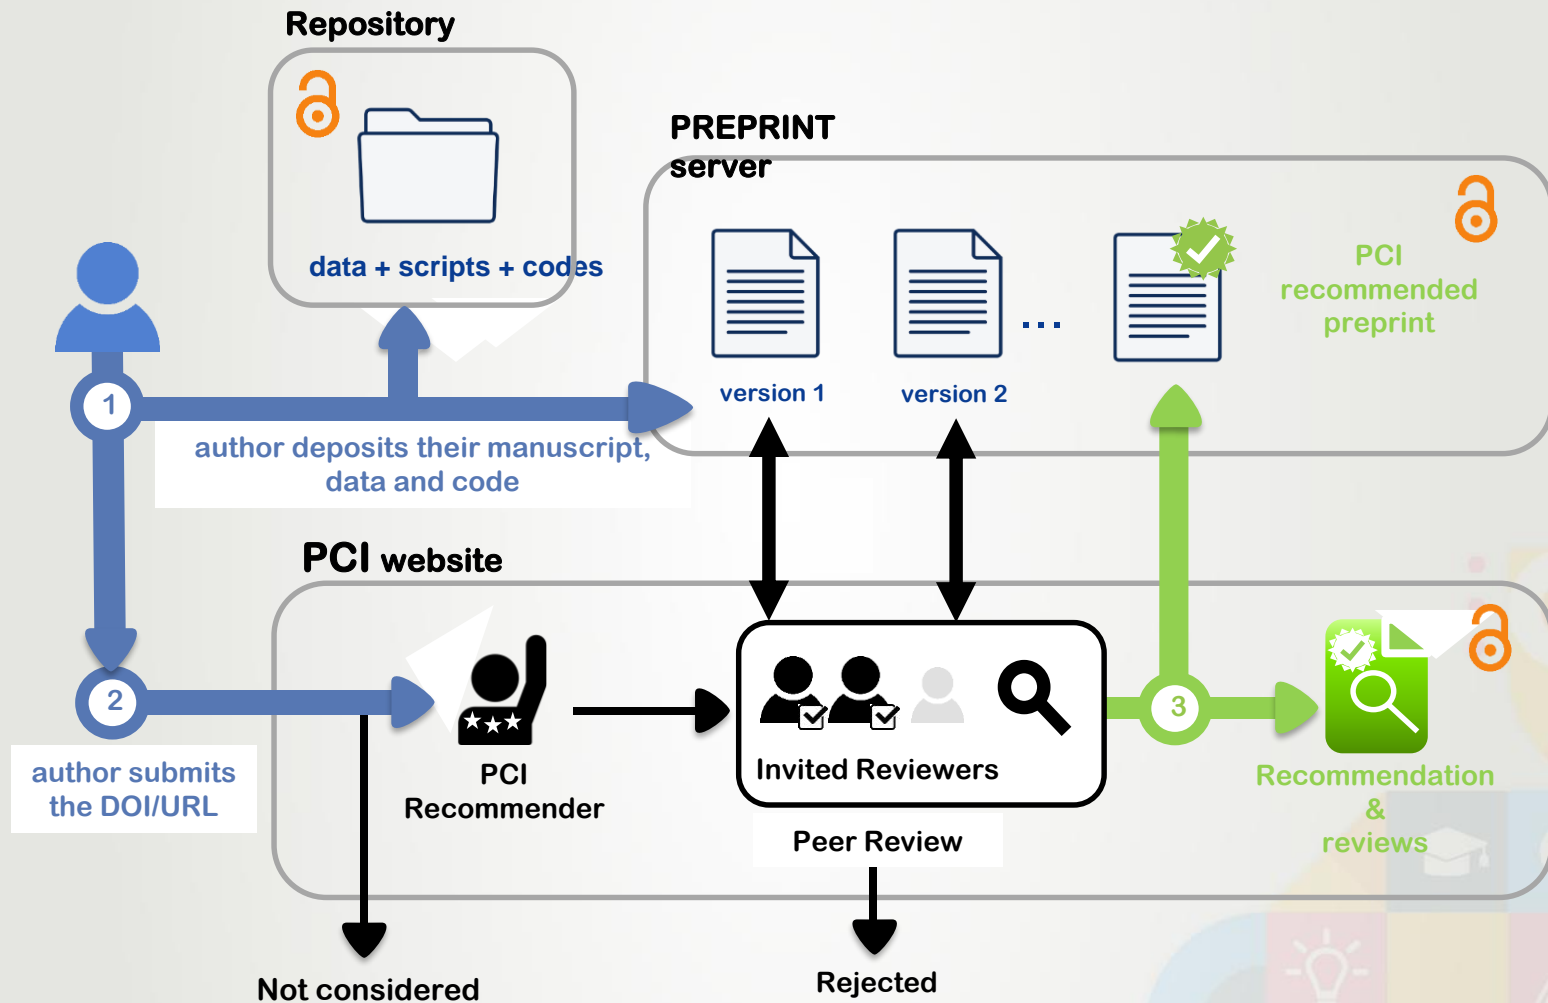 Repository
data + scripts + codes
PREPRINT
server
version 1
version 2
...
PCI
recommended
preprint
1
author deposits their manuscript,
data and code
PCI website
2
author submits
the DOI/URL
PCI
Recommender
Invited Reviewers
Peer Review
3
Recommendation
&
reviews
Not considered
Rejected